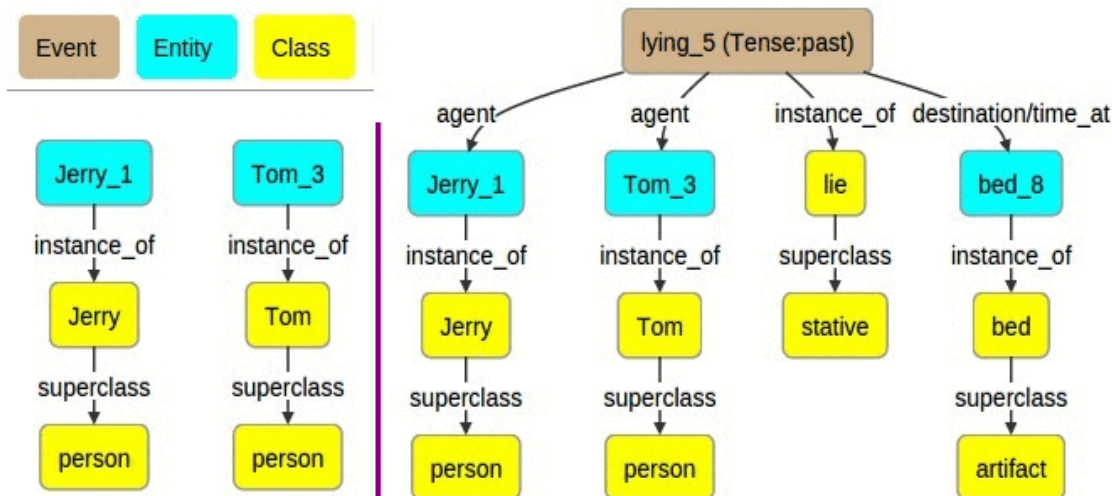 Event Entity Class
lying_5 (Tense:past)
agent agent instance_of destination/time_at
Jerry_1 Tom_3
Jerry_1 Tom_3 lie bed_8
instance_of instance_of
instance_of instance_of superclass instance_of
Jerry Tom
Jerry Tom stative bed
superclass superclass
superclass superclass superclass
person person
person person artifact